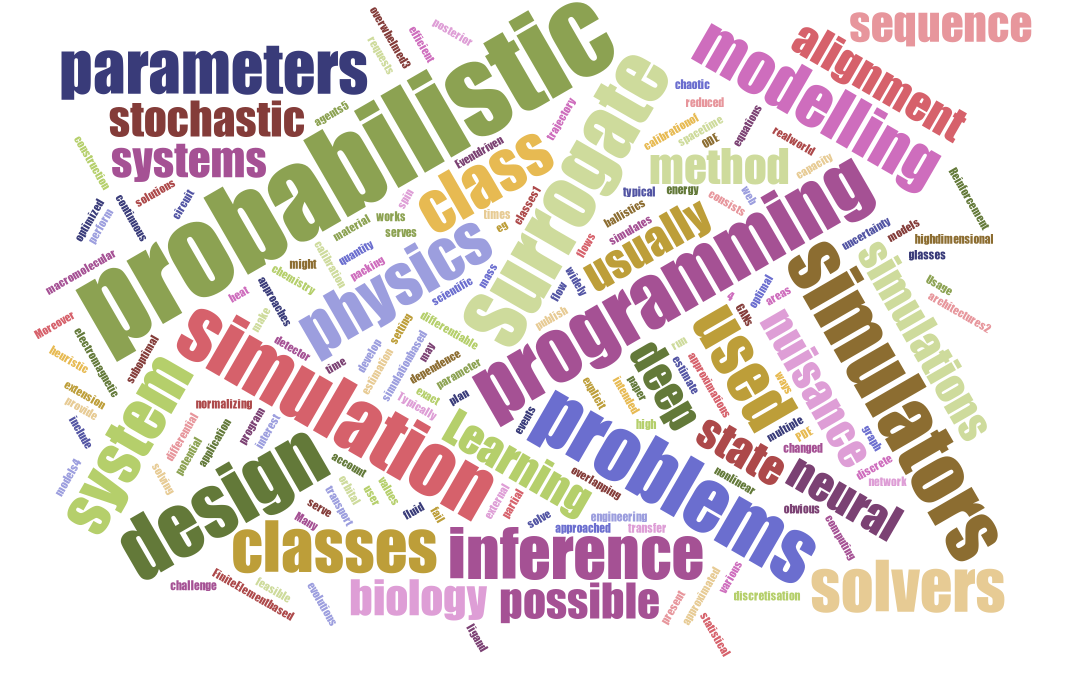 sequence
overwhelmed3
efficient
posterior
requests
parameters
probabilistic
modelling
alignment
stochastic
agents5
surrogate
chaotic
reduced
trajectory
calibrational
spacetime
ODE
equations
realworld
construction
systems
Eventdriven
class
method
capacity
programming
solutions
circuit
continuous
optimized
perform
spin
works
serves
material
times
eg
classes1
typical
energy
web
consists
ballistics
simulates
Reinforcement
uncertainty
models
highdimensional
glasses
macromolecular
might
calibration
quantity
packing
chemistry
physics
scientific
mass
flows
flow
widely
usually
simulators
simulations
Usage
architectures2
heat
approaches
make
publish
optimal
areas
4
GANs
Moreover
electromagnetic
heuristic
suboptimal
simulation
detector
time
develop
estimation
setting
simulationbased
may
differentiable
dependence
parameter
exact
Typically
plan
used
nuisance
run
deep
estimate
approximations
ways
extension
provide
include
system
normalizing
differential
potential
application
program
interest
explicit
intended
paper
high
events
problems
multiple
PDE
changed
graph
discrete
network
models4
solving
design
account
values
user
orbital
transport
Learning
state
nonlinear
neural
overlapping
obvious
computing
serve
Many
fluid
fail
external
partial
solve
engineering
approached
transfer
classes
inference
solvers
challenge
FiniteElementbased
feasible
evolutions
biology
possible
present
approximated
various
discretisation
statistical
ligand